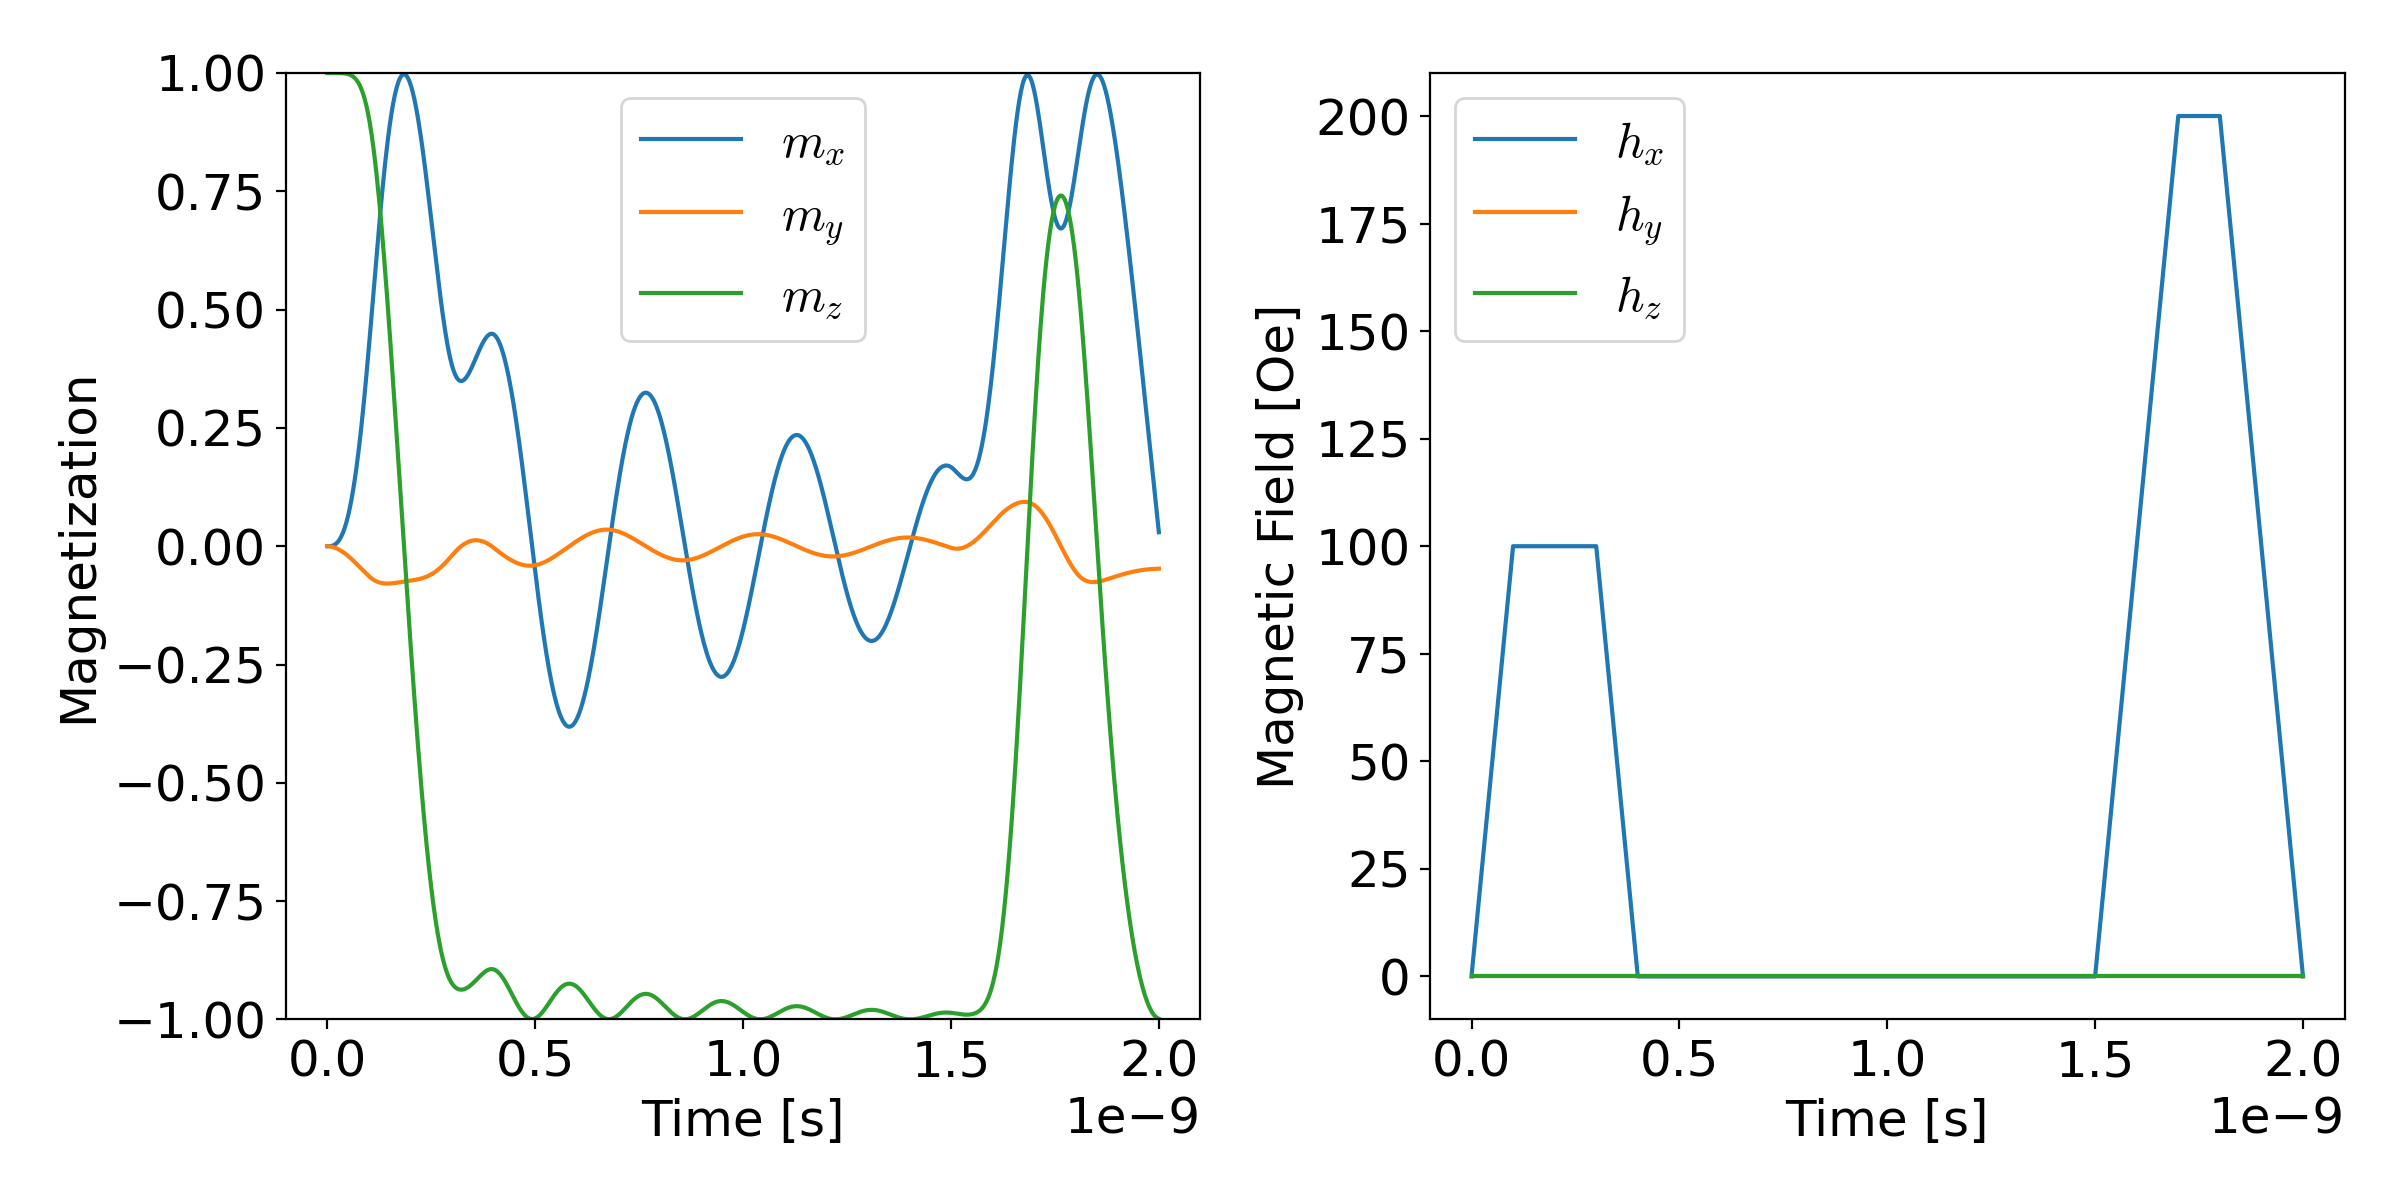 Magnetization
1.00
0.75
0.50
0.25
0.00
−0.25
−0.50
−0.75
−1.00
0.0 0.5 1.0 1.5 2.0
Time [s]
1e−9
m_x
m_y
m_z
Magnetic Field [Oe]
200
175
150
125
100
75
50
25
0
0.0 0.5 1.0 1.5 2.0
Time [s]
1e−9
h_x
h_y
h_z